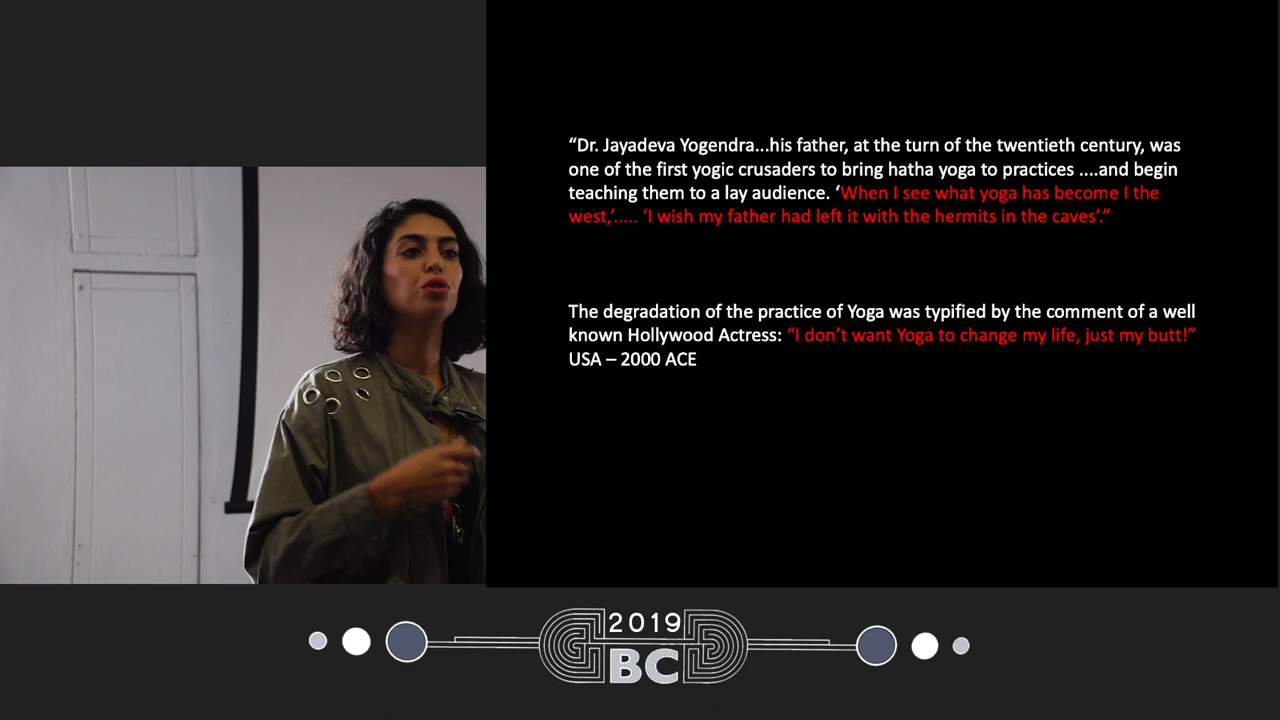 “Dr. Jayadeva Yogendra...his father, at the turn of the twentieth century, was
one of the first yogic crusaders to bring hatha yoga to practices ....and begin
teaching them to a lay audience. ‘When I see what yoga has become I the
west,’..... ‘I wish my father had left it with the hermits in the caves’.”
The degradation of the practice of Yoga was typified by the comment of a well
known Hollywood Actress: “I don’t want Yoga to change my life, just my butt!”
USA – 2000 ACE
2019
BC